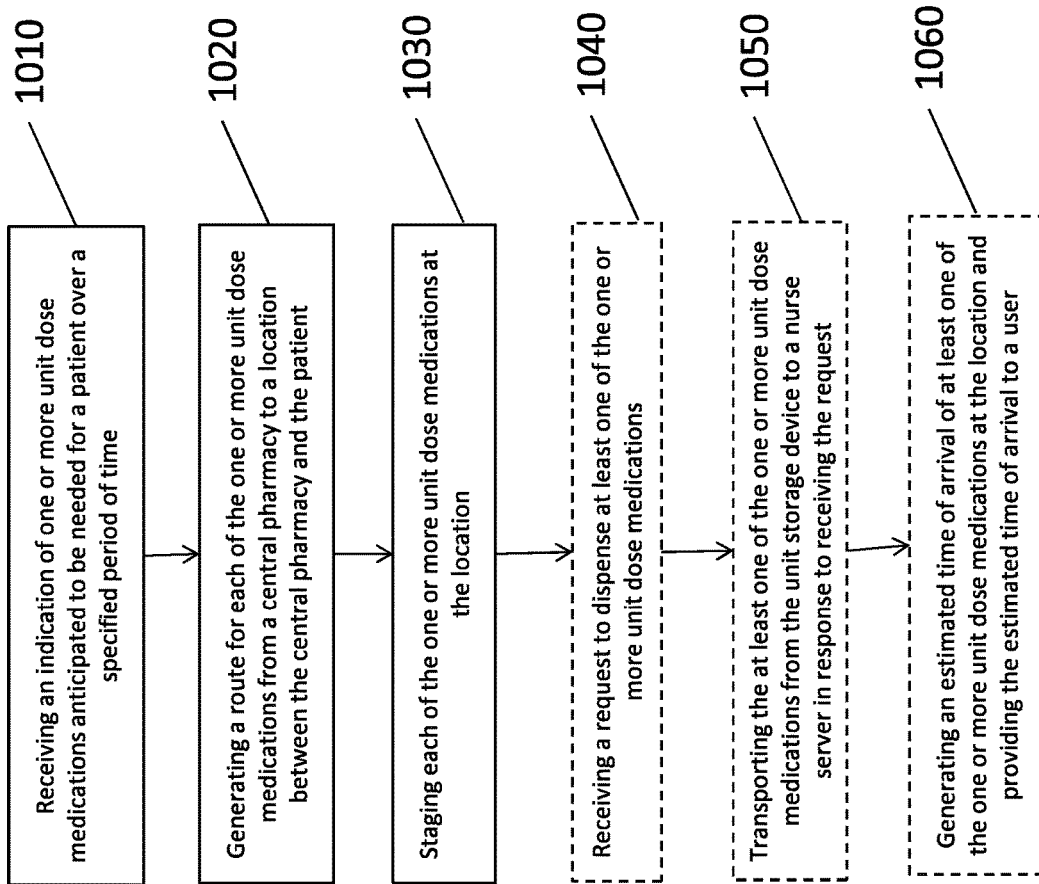 Receiving an indication of one or more unit dose
medications anticipated to be needed for a patient over a
specified period of time
1010
Generating a route for each of the one or more unit dose
medications from a central pharmacy to a location
between the central pharmacy and the patient
1020
Staging each of the one or more unit dose medications at
the location
1030
Receiving a request to dispense at least one of the one or
more unit dose medications
1040
Transporting the at least one of the one or more unit dose
medications from the unit storage device to a nurse
server in response to receiving the request
1050
Generating an estimated time of arrival of at least one of
the one or more unit dose medications at the location and
providing the estimated time of arrival to a user
1060